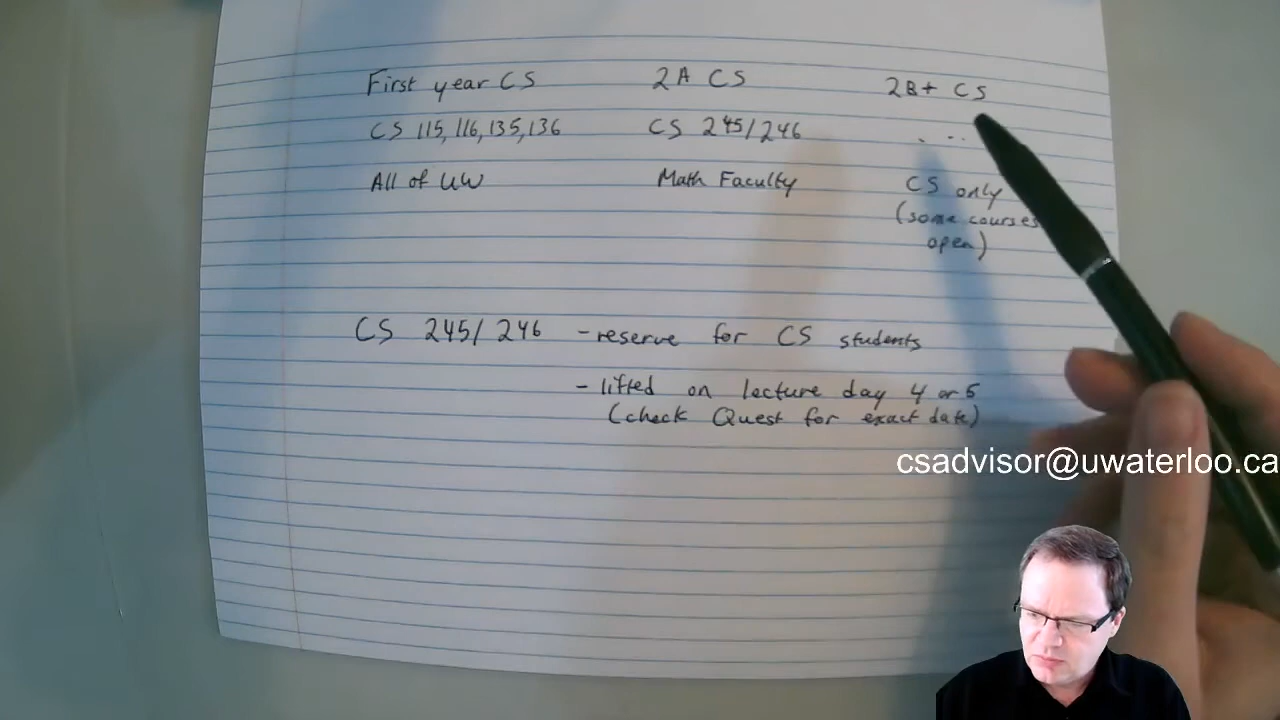 First year CS
2A CS
2B+ CS
CS 115, 116, 135, 136
CS 245/246
. . .
All of UW
Math Faculty
CS only
(some courses
open)
CS 245/246 - reserve for CS students
- lifted on lecture day 4 or 5
(check Quest for exact date)
csadvisor@uwaterloo.ca